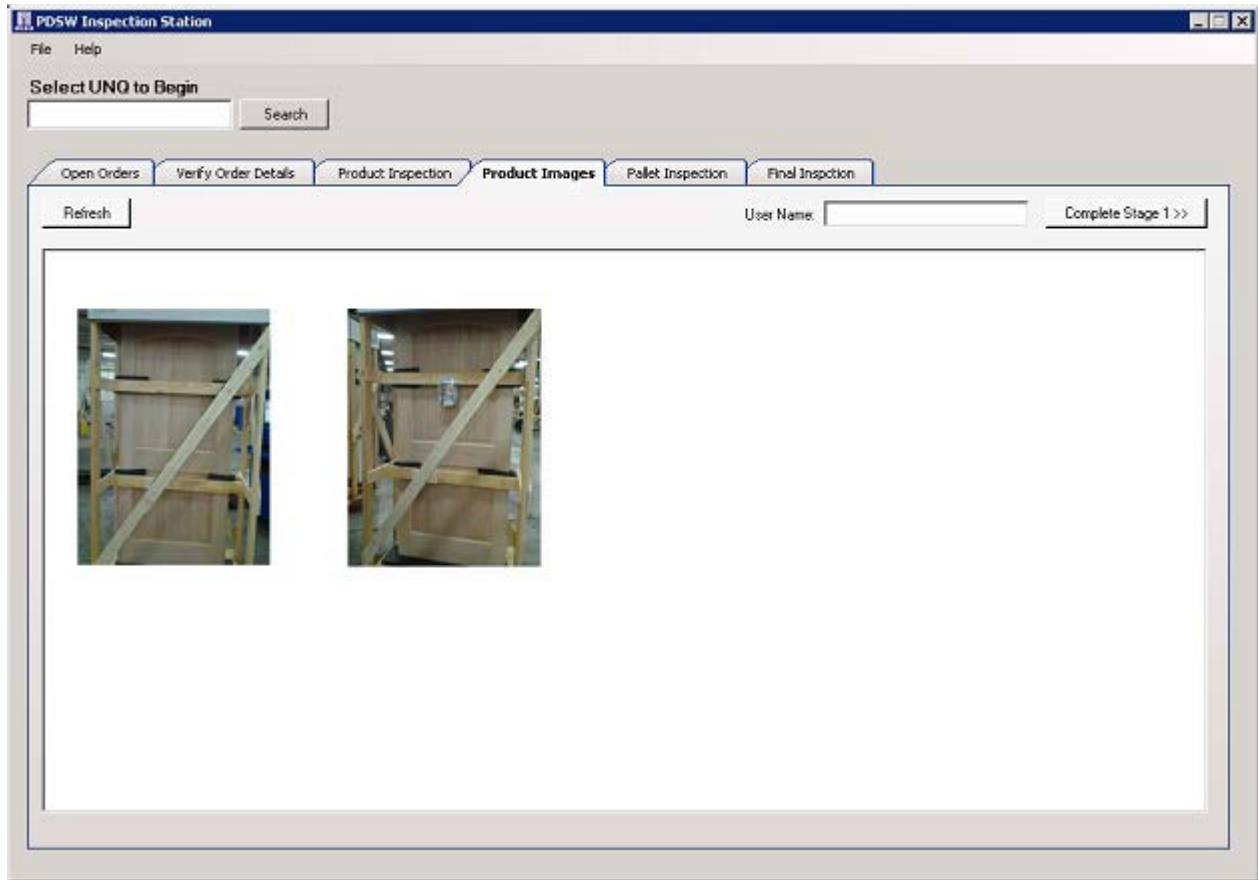 PDSW Inspection Station
File Help
Select UNQ to Begin
Search
Open Orders Verify Order Details Product Inspection Product Images Pallet Inspection Final Inspction
Refresh User Name: Complete Stage 1 >>